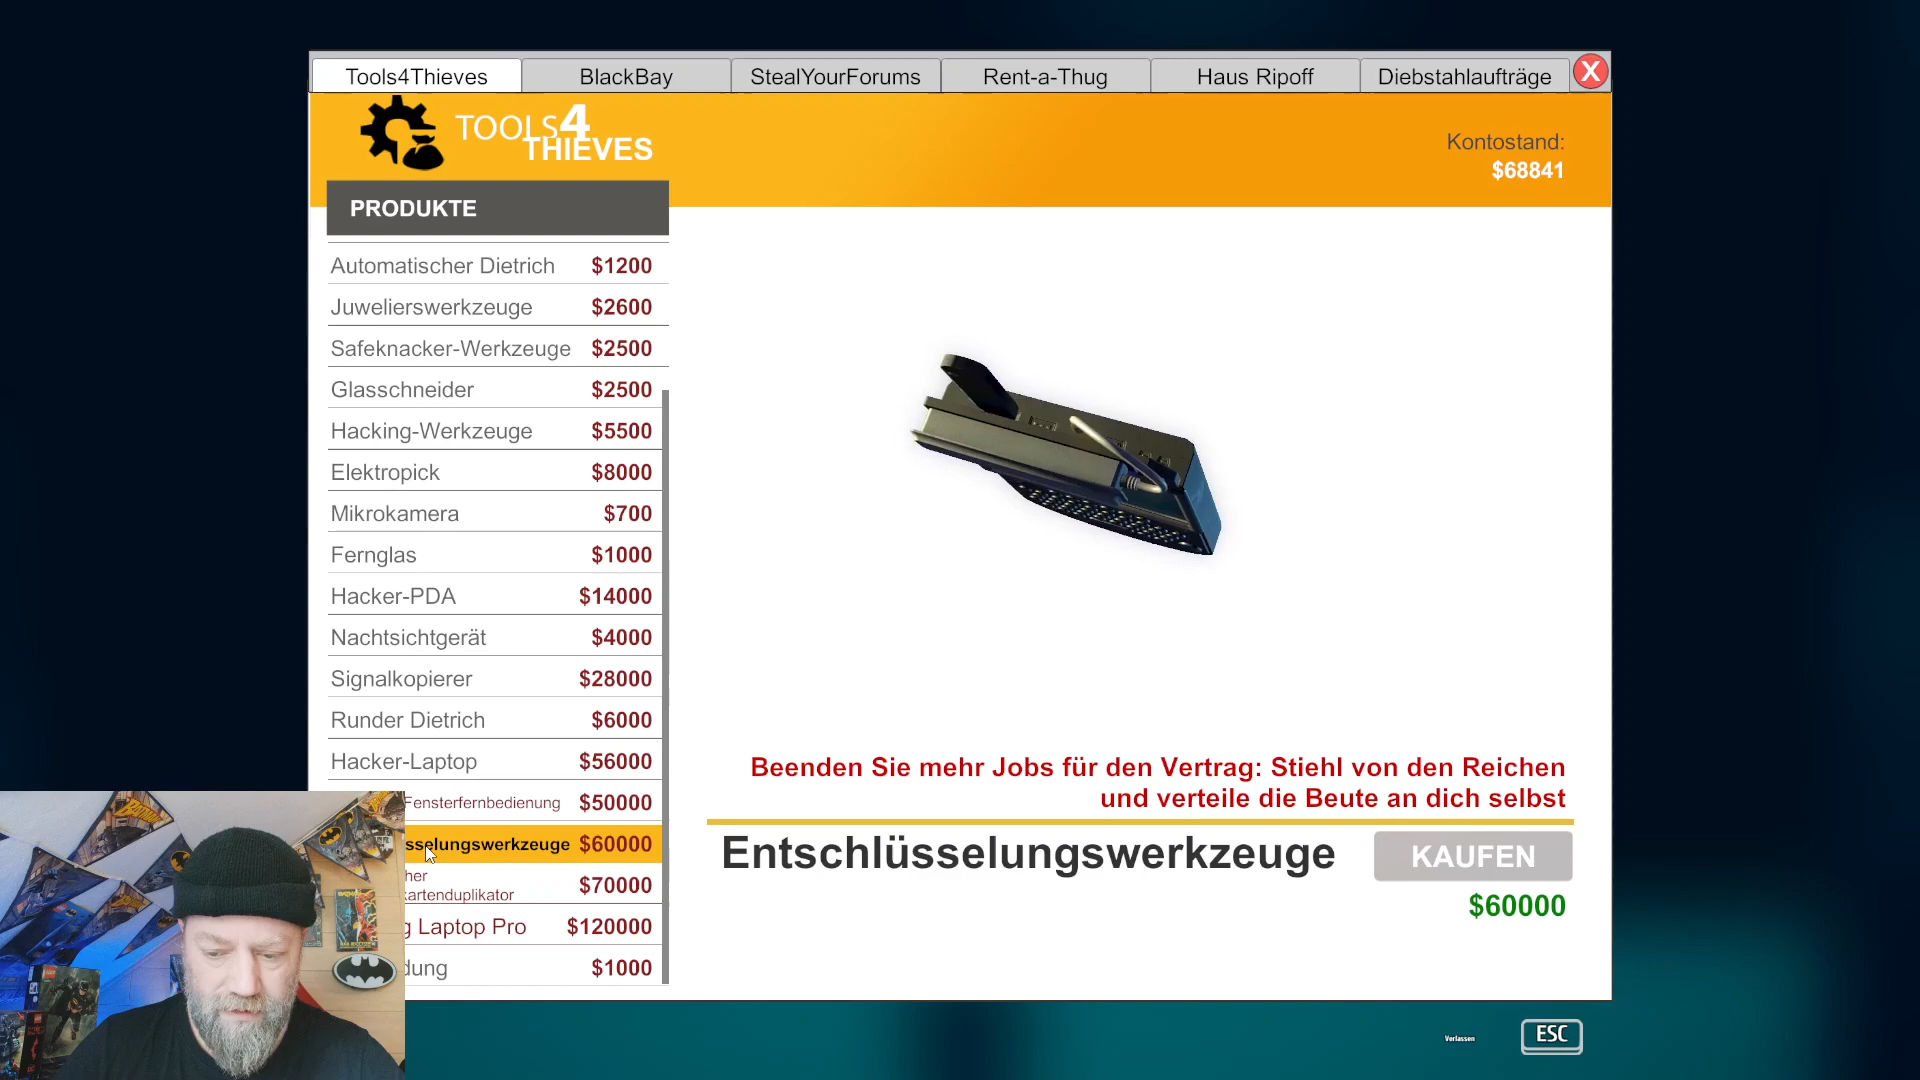 Tools4Thieves
BlackBay
StealYourForums
Rent-a-Thug
Haus Ripoff
Diebstahlaufträge
X
TOOLS4
THIEVES
Kontostand:
$68841
PRODUKTE
Automatischer Dietrich $1200
Juwelierswerkzeuge $2600
Safeknacker-Werkzeuge $2500
Glasschneider $2500
Hacking-Werkzeuge $5500
Elektropick $8000
Mikrokamera $700
Fernglas $1000
Hacker-PDA $14000
Nachtsichtgerät $4000
Signalkopierer $28000
Runder Dietrich $6000
Hacker-Laptop $56000
Fensterfernbedienung $50000
sselungswerkzeuge $60000
her
kartenduplikator $70000
g Laptop Pro $120000
dung $1000
Beenden Sie mehr Jobs für den Vertrag: Stiehl von den Reichen
und verteile die Beute an dich selbst
Entschlüsselungswerkzeuge
KAUFEN
$60000
Verlassen
ESC